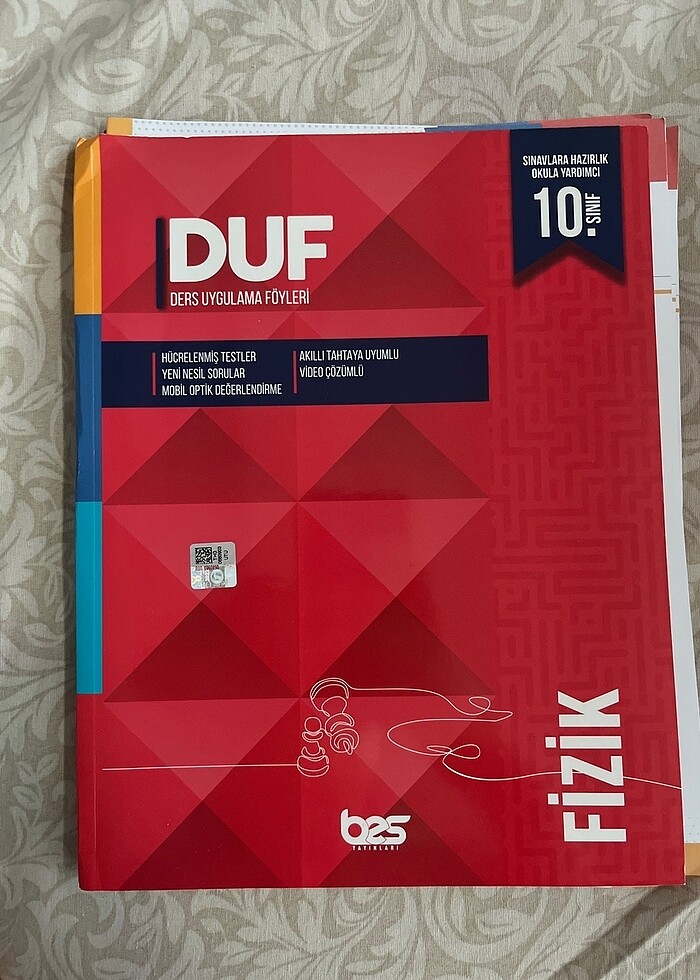 SINAVLARA HAZIRLIK
OKULA YARDIMCI
10. SINIF
DUF
DERS UYGULAMA FÖYLERİ
HÜCRELENMİŞ TESTLER
YENİ NESİL SORULAR
MOBİL OPTİK DEĞERLENDİRME
AKILLI TAHTAYA UYUMLU
VİDEO ÇÖZÜMLÜ
FİZİK
bes
YAYINLARI